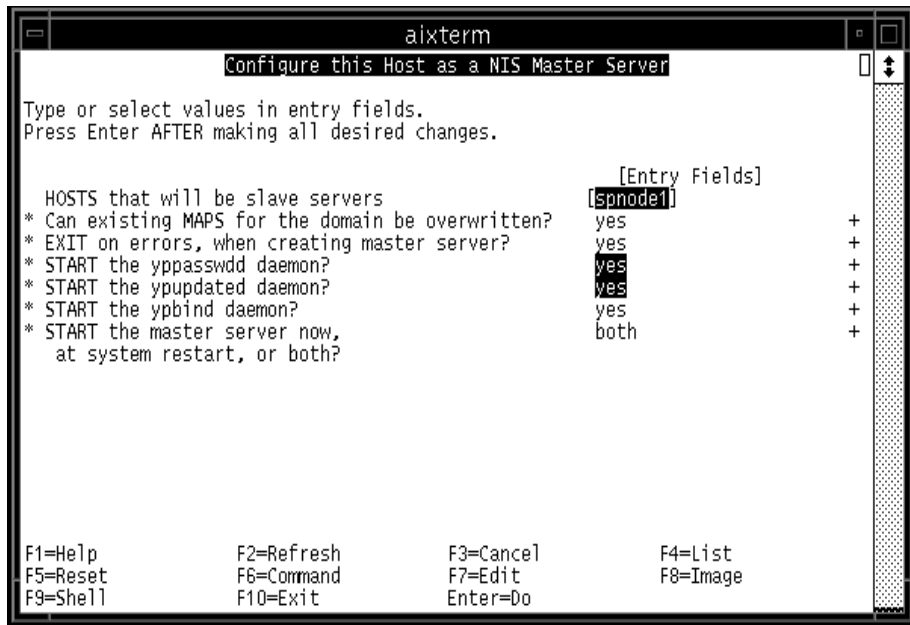 aixterm
Configure this Host as a NIS Master Server
Type or select values in entry fields.
Press Enter AFTER making all desired changes.
[Entry Fields]
HOSTS that will be slave servers [spnode1]
* Can existing MAPS for the domain be overwritten? yes +
* EXIT on errors, when creating master server? yes +
* START the yppasswdd daemon? yes +
* START the ypupdated daemon? yes +
* START the ypbind daemon? yes +
* START the master server now, both +
at system restart, or both?
F1=Help F2=Refresh F3=Cancel F4=List
F5=Reset F6=Command F7=Edit F8=Image
F9=Shell F10=Exit Enter=Do